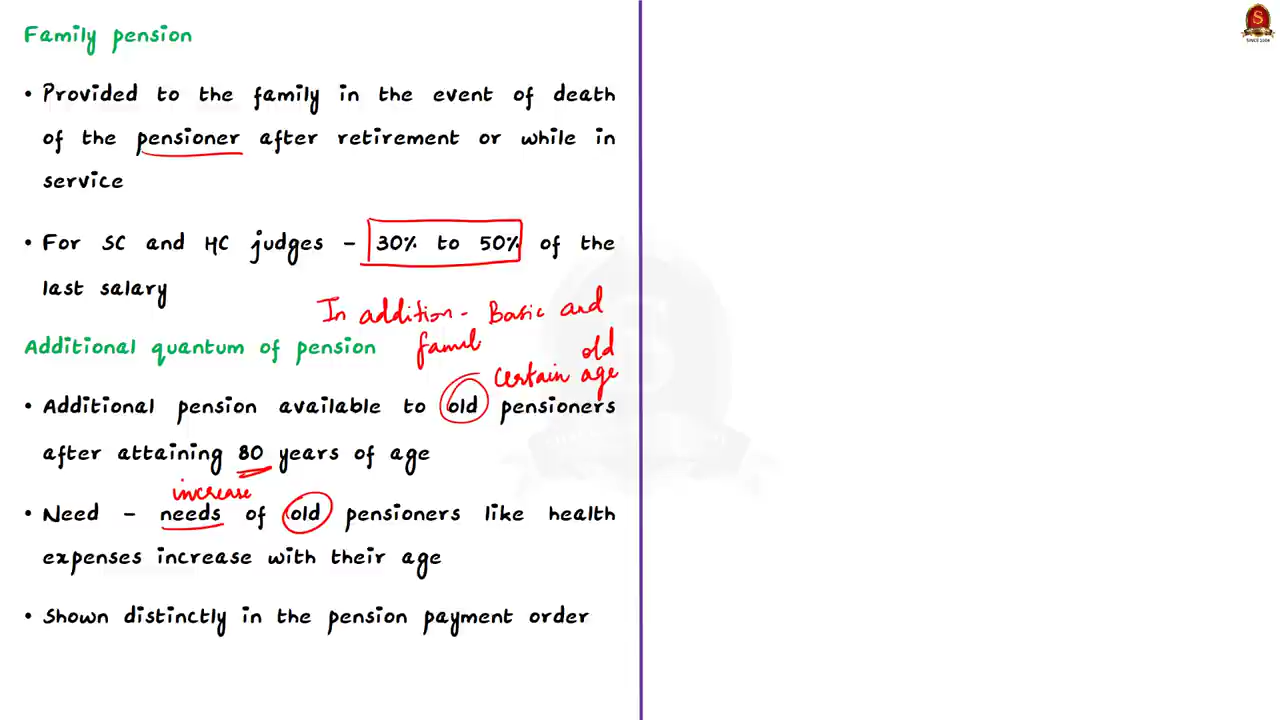 Family pension
• Provided to the family in the event of death
of the pensioner after retirement or while in
service
• For SC and HC judges - 30% to 50% of the
last salary
In addition - Basic and
famil
Additional quantum of pension
old
certain age
• Additional pension available to old pensioners
after attaining 80 years of age
increase
• Need - needs of old pensioners like health
expenses increase with their age
• Shown distinctly in the pension payment order
S
SINCE 2004